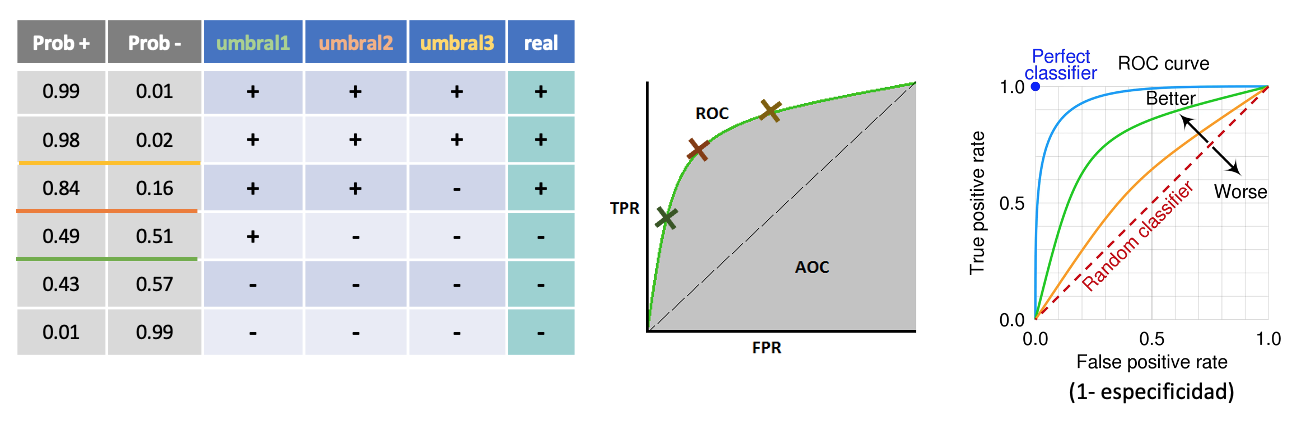 Prob + Prob - umbral1 umbral2 umbral3 real
0.99 0.01 + + + +
0.98 0.02 + + + +
0.84 0.16 + + - +
0.49 0.51 + - - -
0.43 0.57 - - - -
0.01 0.99 - - - -
ROC
TPR
AOC
FPR
Perfect
classifier
ROC curve
1.0
Better
Worse
0.5
Random classifier
True positive rate
0.0
0.0 0.5 1.0
False positive rate
(1- especificidad)